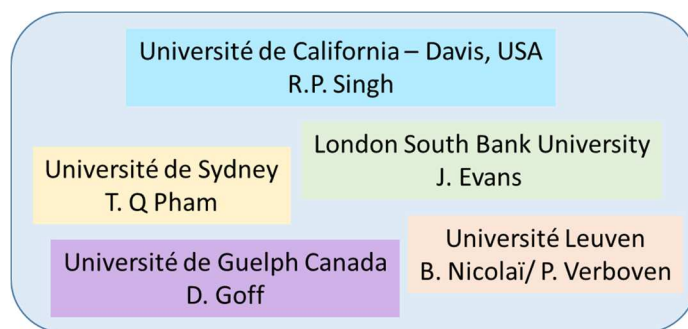 Université de California – Davis, USA
R.P. Singh
London South Bank University
J. Evans
Université de Sydney
T. Q Pham
Université Leuven
B. Nicolaï/ P. Verboven
Université de Guelph Canada
D. Goff